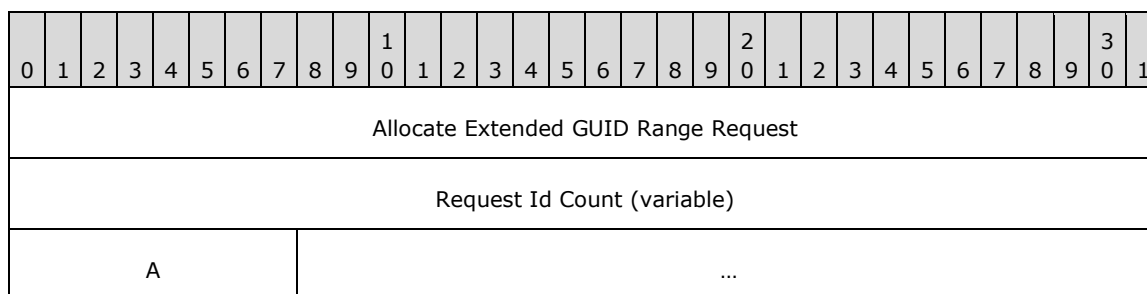 1 2 3
0 1 2 3 4 5 6 7 8 9 0 1 2 3 4 5 6 7 8 9 0 1 2 3 4 5 6 7 8 9 0 1
Allocate Extended GUID Range Request
Request Id Count (variable)
A ...